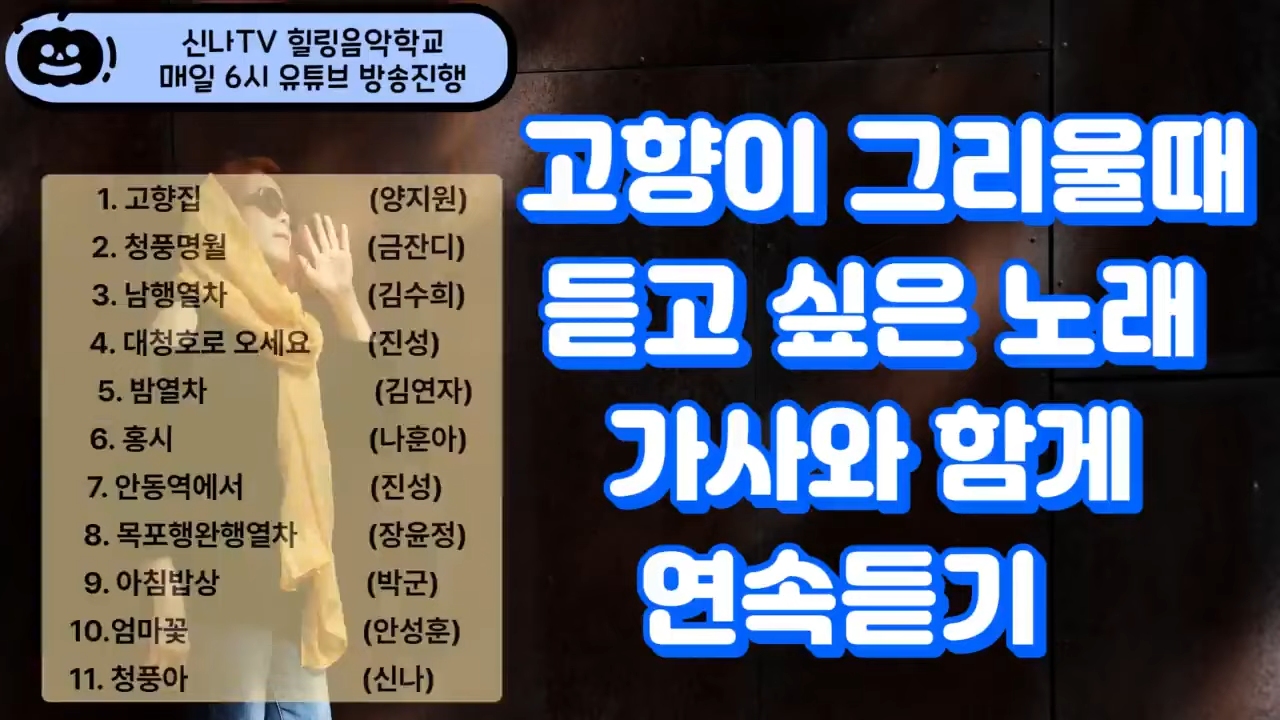 신나TV 힐링음악학교
매일 6시 유튜브 방송진행
고향이 그리울때
듣고 싶은 노래
가사와 함게
연속듣기
1. 고향집 (양지원)
2. 청풍명월 (금잔디)
3. 남행열차 (김수희)
4. 대청호로 오세요 (진성)
5. 밤열차 (김연자)
6. 홍시 (나훈아)
7. 안동역에서 (진성)
8. 목포행완행열차 (장윤정)
9. 아침밥상 (박군)
10.엄마꽃 (안성훈)
11. 청풍아 (신나)